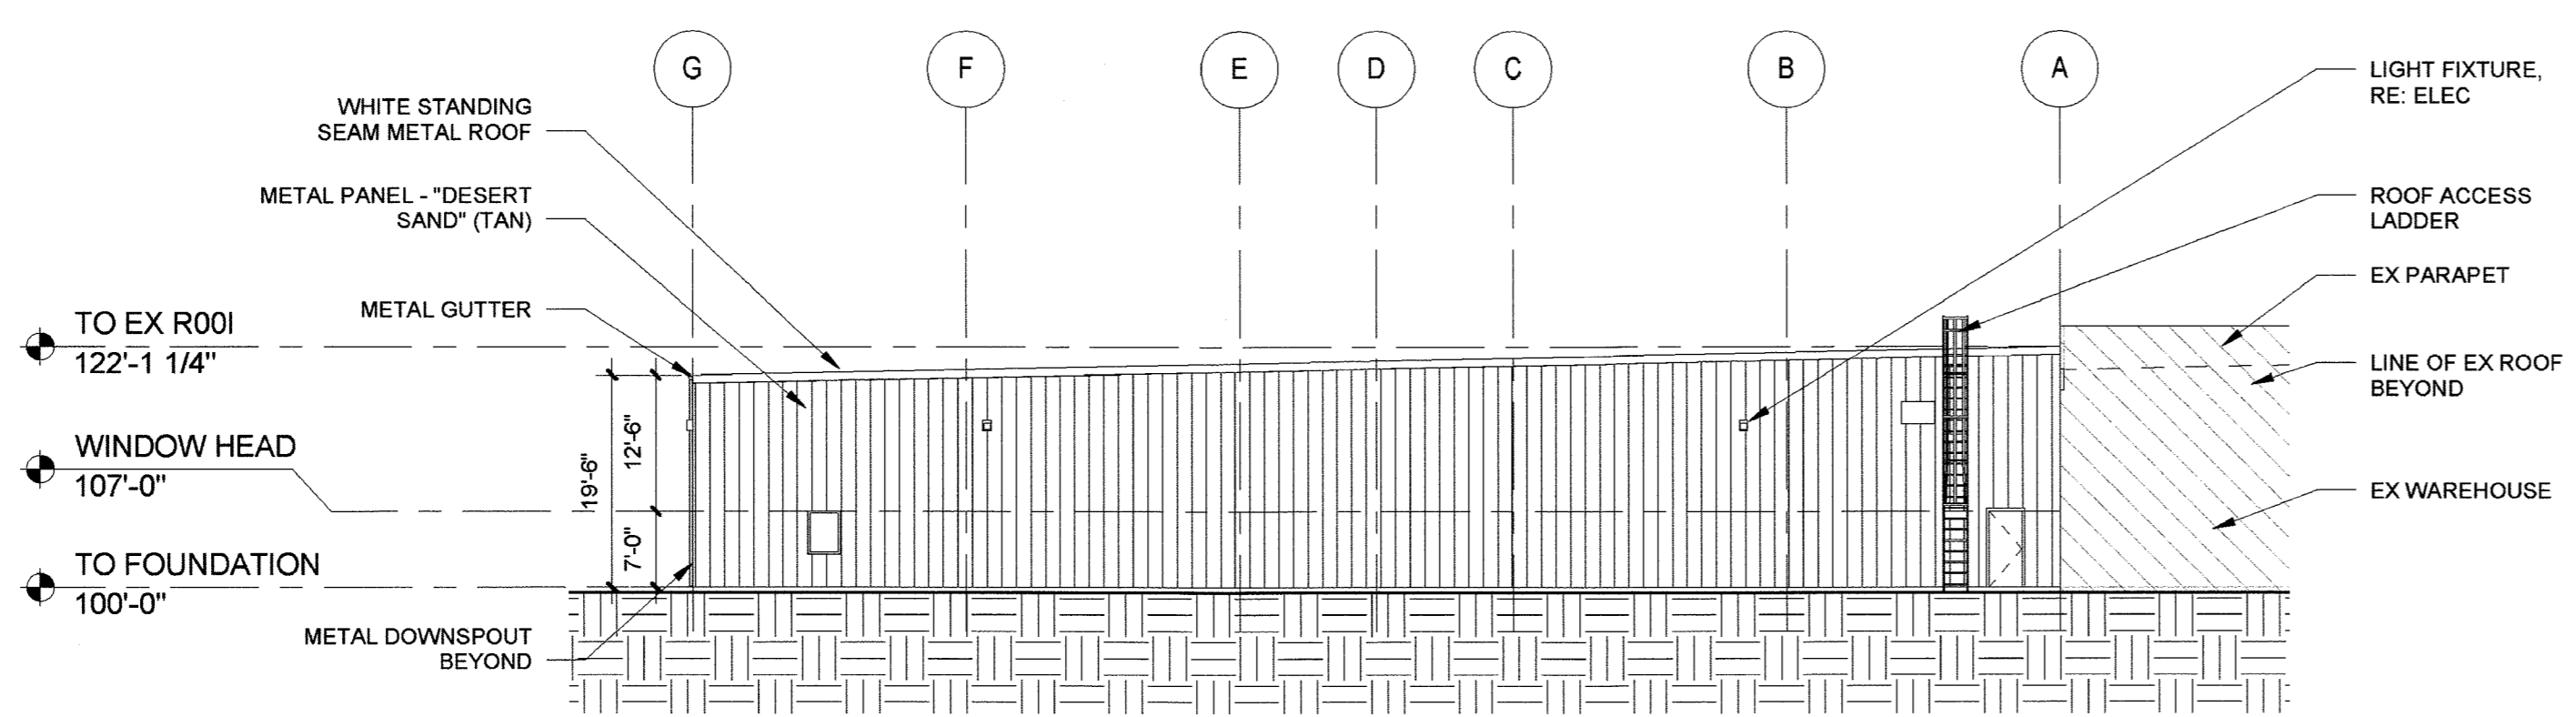 G F E D C B A
WHITE STANDING
SEAM METAL ROOF
METAL PANEL - "DESERT
SAND" (TAN)
METAL GUTTER
TO EX R00I
122'-1 1/4"
WINDOW HEAD
107'-0"
TO FOUNDATION
100'-0"
METAL DOWNSPOUT
BEYOND
19'-6"
12'-6"
7'-0"
LIGHT FIXTURE,
RE: ELEC
ROOF ACCESS
LADDER
EX PARAPET
LINE OF EX ROOF
BEYOND
EX WAREHOUSE